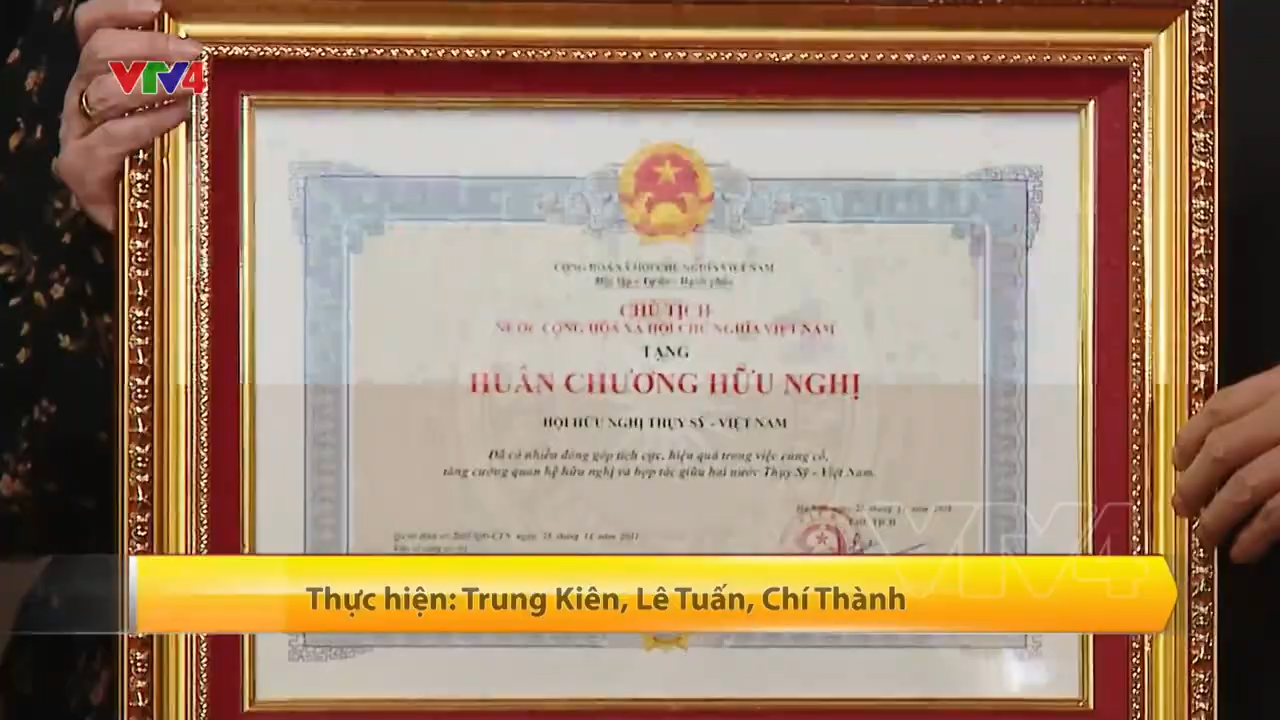 VTV4
CỘNG HÒA XÃ HỘI CHỦ NGHĨA VIỆT NAM
Độc lập - Tự do - Hạnh phúc
CHỦ TỊCH
NƯỚC CỘNG HÒA XÃ HỘI CHỦ NGHĨA VIỆT NAM
TẶNG
HUÂN CHƯƠNG HỮU NGHỊ
HỘI HỮU NGHỊ THỤY SỸ - VIỆT NAM
Đã có nhiều đóng góp tích cực, hiệu quả trong việc củng cố,
tăng cường quan hệ hữu nghị và hợp tác giữa hai nước Thụy Sỹ - Việt Nam.
CHỦ TỊCH
VTV4
Thực hiện: Trung Kiên, Lê Tuấn, Chí Thành